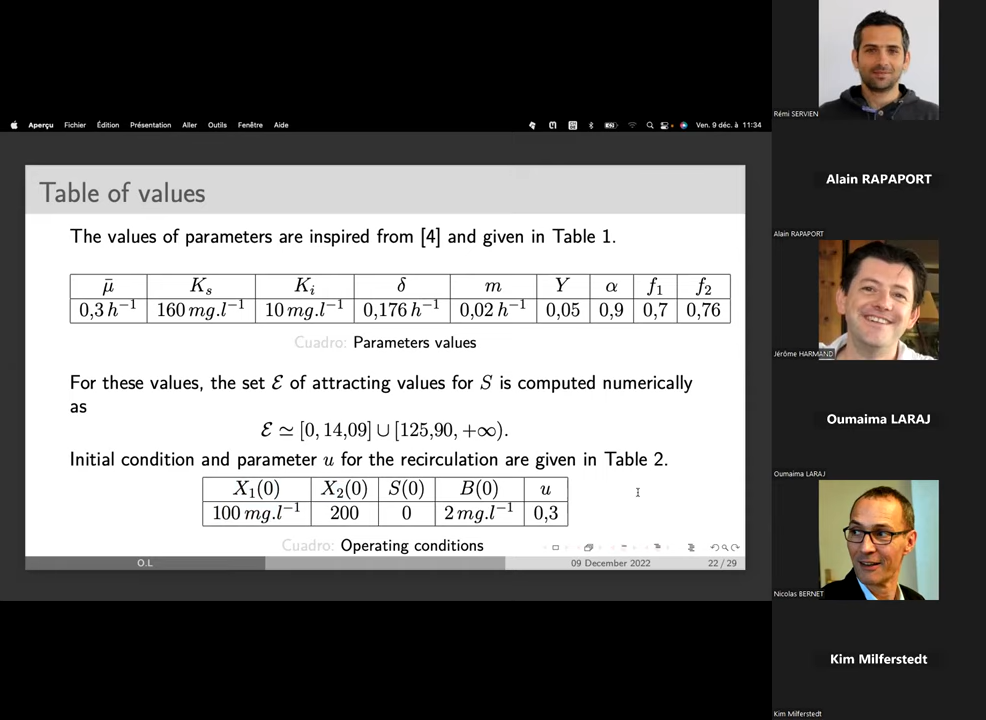 Aperçu Fichier Édition Présentation Aller Outils Fenêtre Aide Ven. 9 déc. à 11:34
Table of values
The values of parameters are inspired from [4] and given in Table 1.
μ̄ K_s K_i δ m Y α f_1 f_2
0,3 h⁻¹ 160 mg.l⁻¹ 10 mg.l⁻¹ 0,176 h⁻¹ 0,02 h⁻¹ 0,05 0,9 0,7 0,76
Cuadro: Parameters values
For these values, the set ℰ of attracting values for S is computed numerically
as
ℰ ≃ [0, 14,09] ∪ [125,90, +∞).
Initial condition and parameter u for the recirculation are given in Table 2.
X_1(0) X_2(0) S(0) B(0) u
100 mg.l⁻¹ 200 0 2 mg.l⁻¹ 0,3
Cuadro: Operating conditions
O.L 09 December 2022 22 / 29
Rémi SERVIEN
Alain RAPAPORT
Alain RAPAPORT
Jérôme HARMAND
Oumaima LARAJ
Oumaima LARAJ
Nicolas BERNET
Kim Milferstedt
Kim Milferstedt